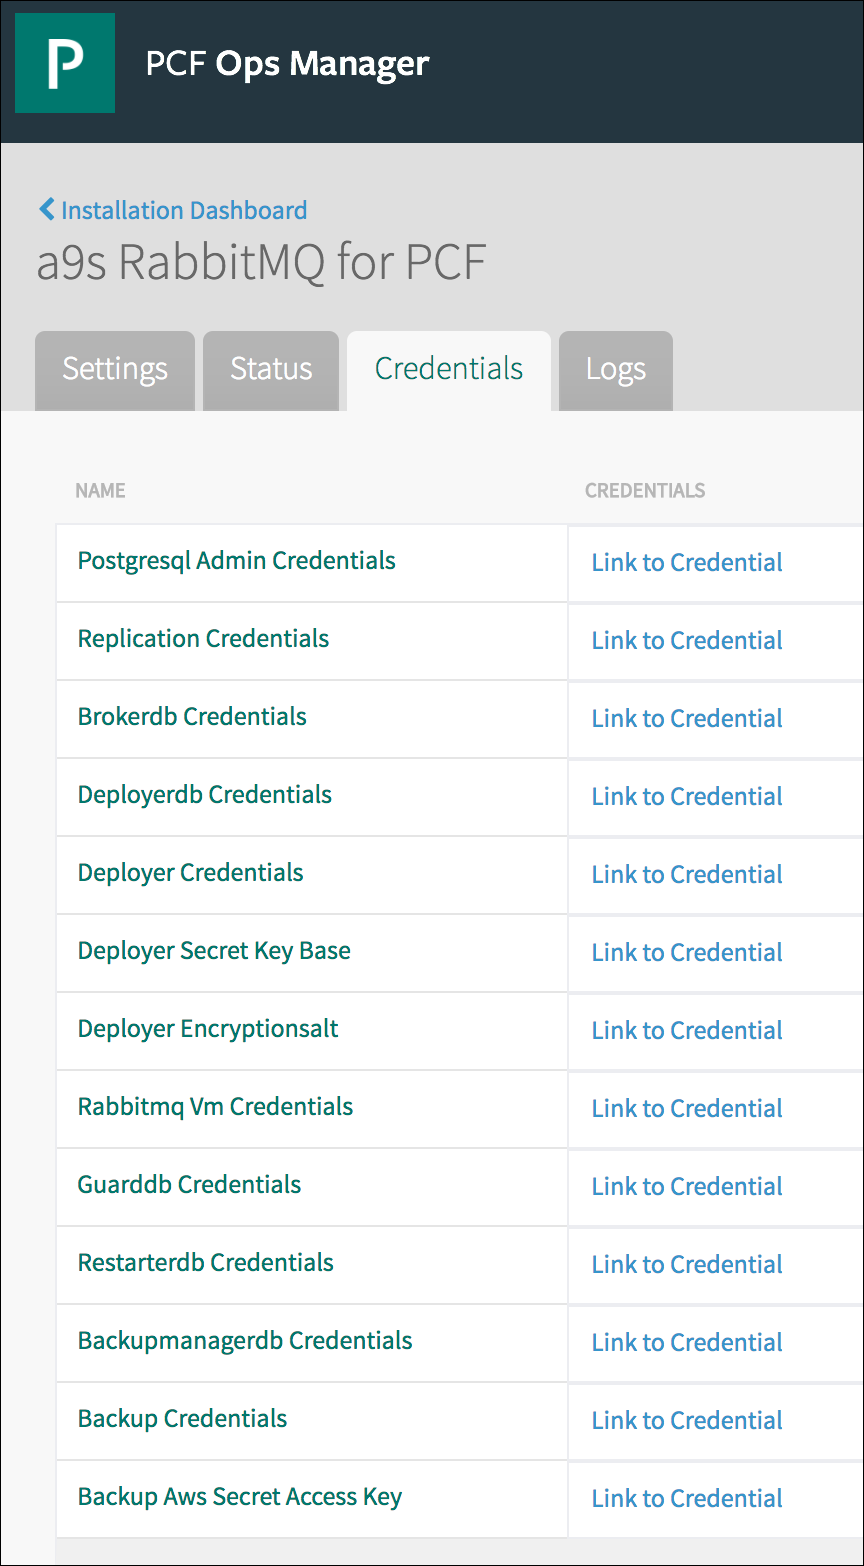 P
PCF Ops Manager
Installation Dashboard
a9s RabbitMQ for PCF
Settings Status Credentials Logs
NAME CREDENTIALS
Postgresql Admin Credentials Link to Credential
Replication Credentials Link to Credential
Brokerdb Credentials Link to Credential
Deployerdb Credentials Link to Credential
Deployer Credentials Link to Credential
Deployer Secret Key Base Link to Credential
Deployer Encryptionsalt Link to Credential
Rabbitmq Vm Credentials Link to Credential
Guarddb Credentials Link to Credential
Restarterdb Credentials Link to Credential
Backupmanagerdb Credentials Link to Credential
Backup Credentials Link to Credential
Backup Aws Secret Access Key Link to Credential